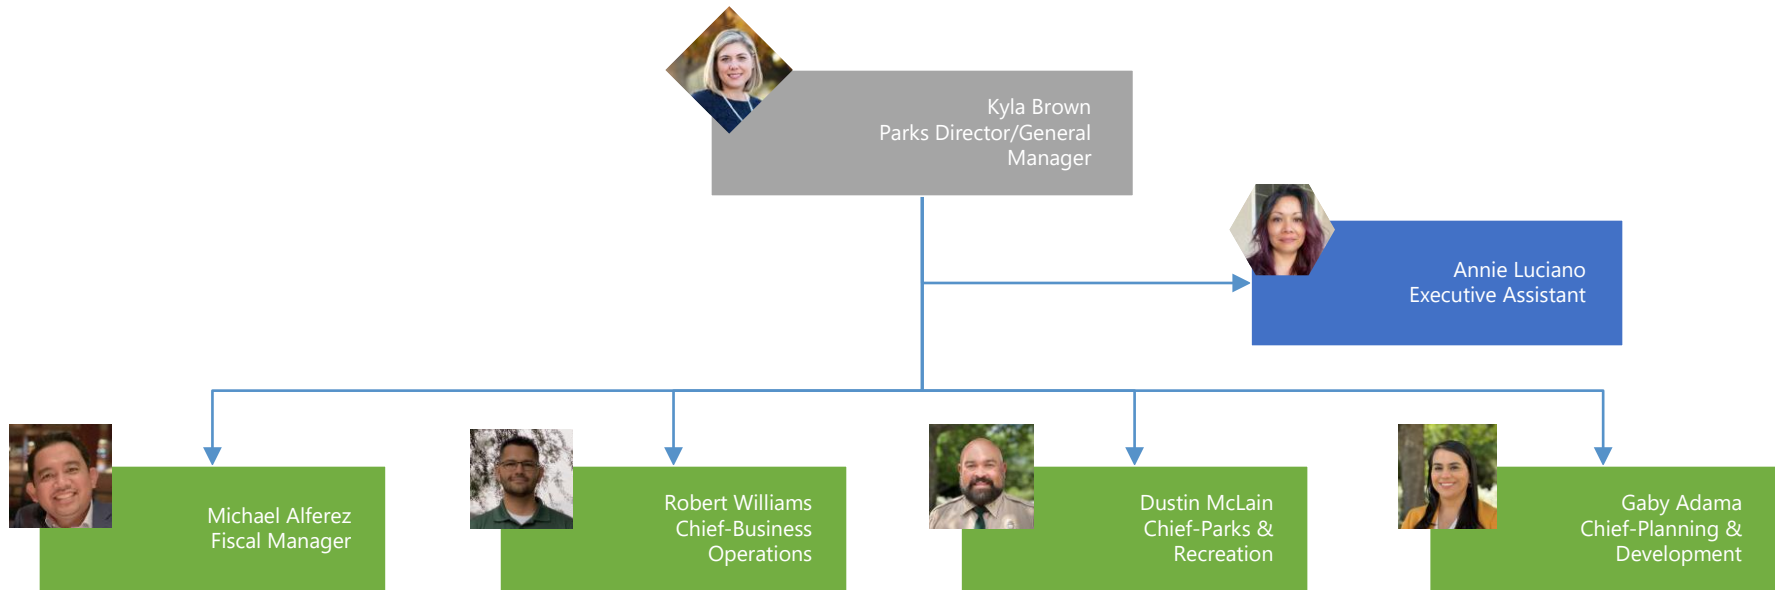 Kyla Brown
Parks Director/General
Manager
Annie Luciano
Executive Assistant
Michael Alferez
Fiscal Manager
Robert Williams
Chief-Business
Operations
Dustin McLain
Chief-Parks &
Recreation
Gaby Adama
Chief-Planning &
Development